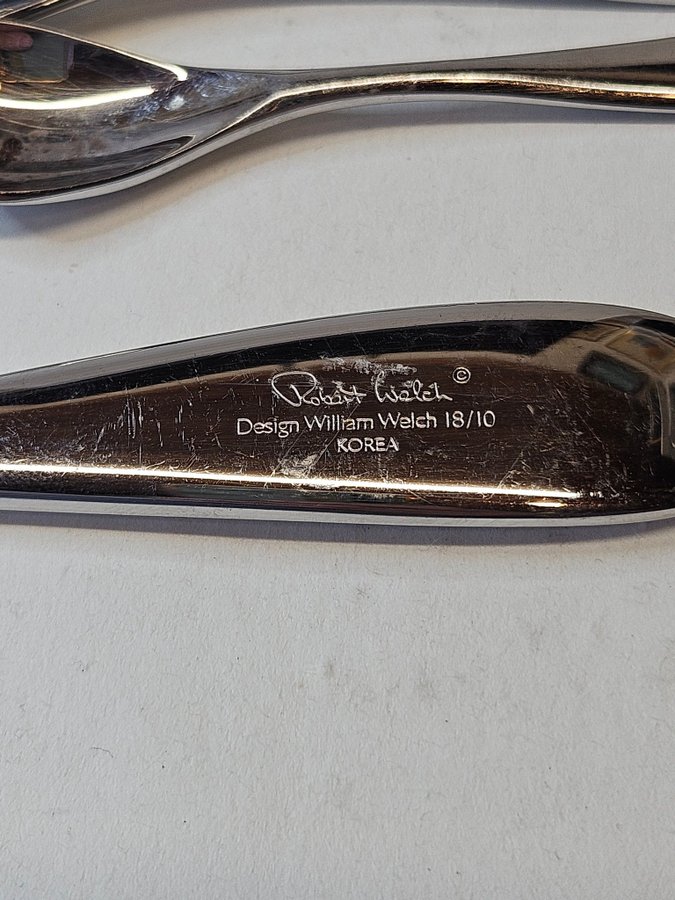 Robert Welch ©
Design William Welch 18/10
KOREA